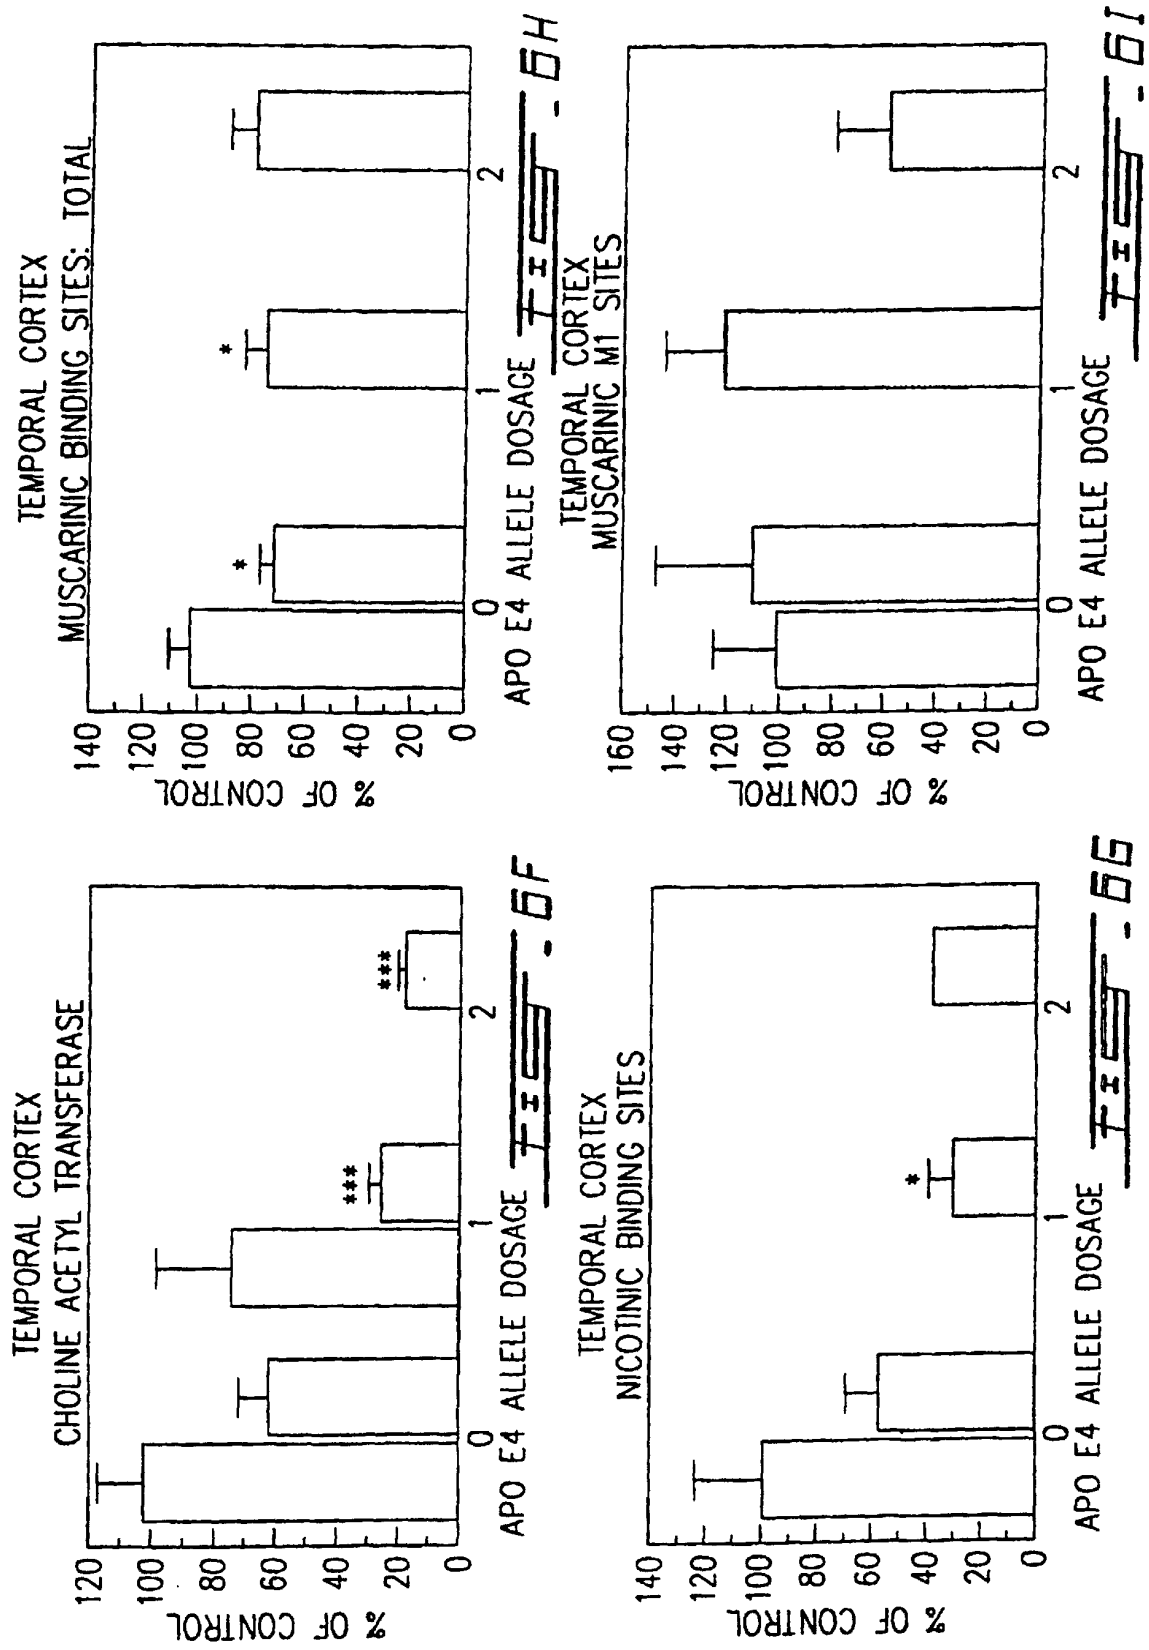 TEMPORAL CORTEX
CHOLINE ACETYL TRANSFERASE
% OF CONTROL
120
100
80
60
40
20
0
***
***
0 1 2
APO E4 ALLELE DOSAGE
FIG - 6F
TEMPORAL CORTEX
NICOTINIC BINDING SITES
% OF CONTROL
140
120
100
80
60
40
20
0
*
0 1 2
APO E4 ALLELE DOSAGE
FIG - 6G
TEMPORAL CORTEX
MUSCARINIC BINDING SITES: TOTAL
% OF CONTROL
140
120
100
80
60
40
20
0
* *
0 1 2
APO E4 ALLELE DOSAGE
FIG - 6H
TEMPORAL CORTEX
MUSCARINIC M1 SITES
% OF CONTROL
160
140
120
100
80
60
40
20
0
0 1 2
APO E4 ALLELE DOSAGE
FIG - 6I